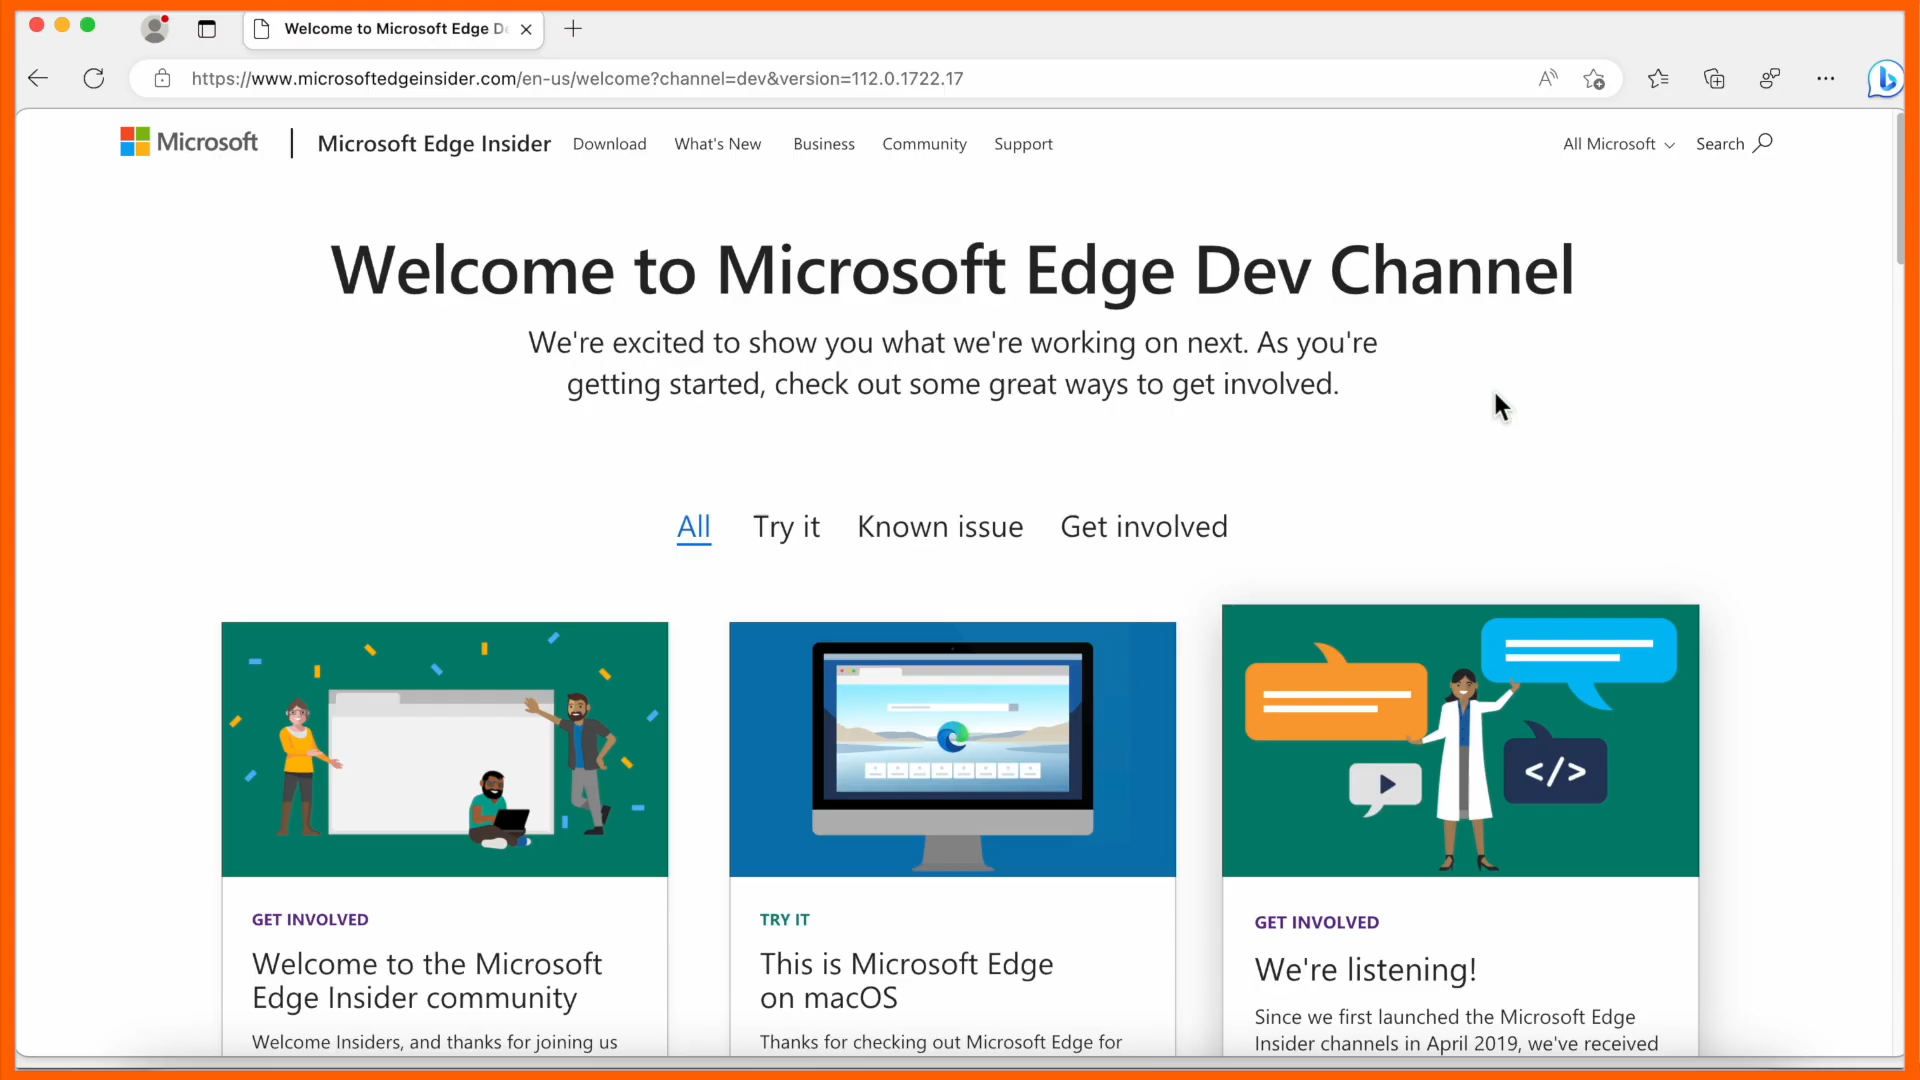 Welcome to Microsoft Edge De
https://www.microsoftedgeinsider.com/en-us/welcome?channel=dev&version=112.0.1722.17
Microsoft
Microsoft Edge Insider
Download
What's New
Business
Community
Support
All Microsoft
Search
Welcome to Microsoft Edge Dev Channel
We're excited to show you what we're working on next. As you're
getting started, check out some great ways to get involved.
All
Try it
Known issue
Get involved
</>
GET INVOLVED
Welcome to the Microsoft
Edge Insider community
Welcome Insiders, and thanks for joining us
TRY IT
This is Microsoft Edge
on macOS
Thanks for checking out Microsoft Edge for
GET INVOLVED
We're listening!
Since we first launched the Microsoft Edge
Insider channels in April 2019, we've received